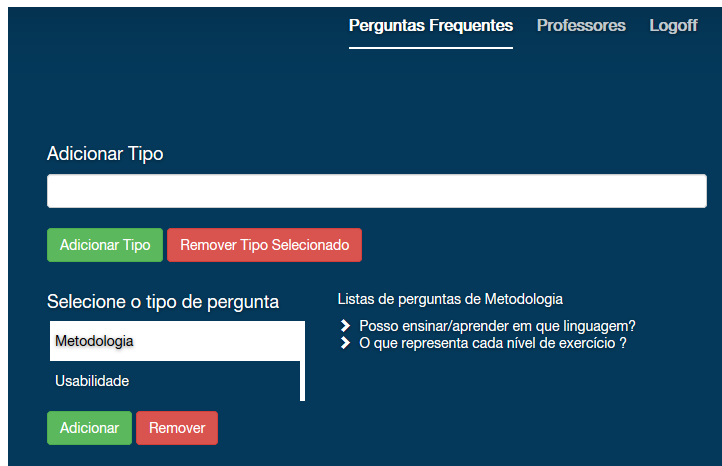 Perguntas Frequentes Professores Logoff
Adicionar Tipo
Adicionar Tipo Remover Tipo Selecionado
Selecione o tipo de pergunta
Metodologia
Usabilidade
Adicionar Remover
Listas de perguntas de Metodologia
Posso ensinar/aprender em que linguagem?
O que representa cada nível de exercício ?